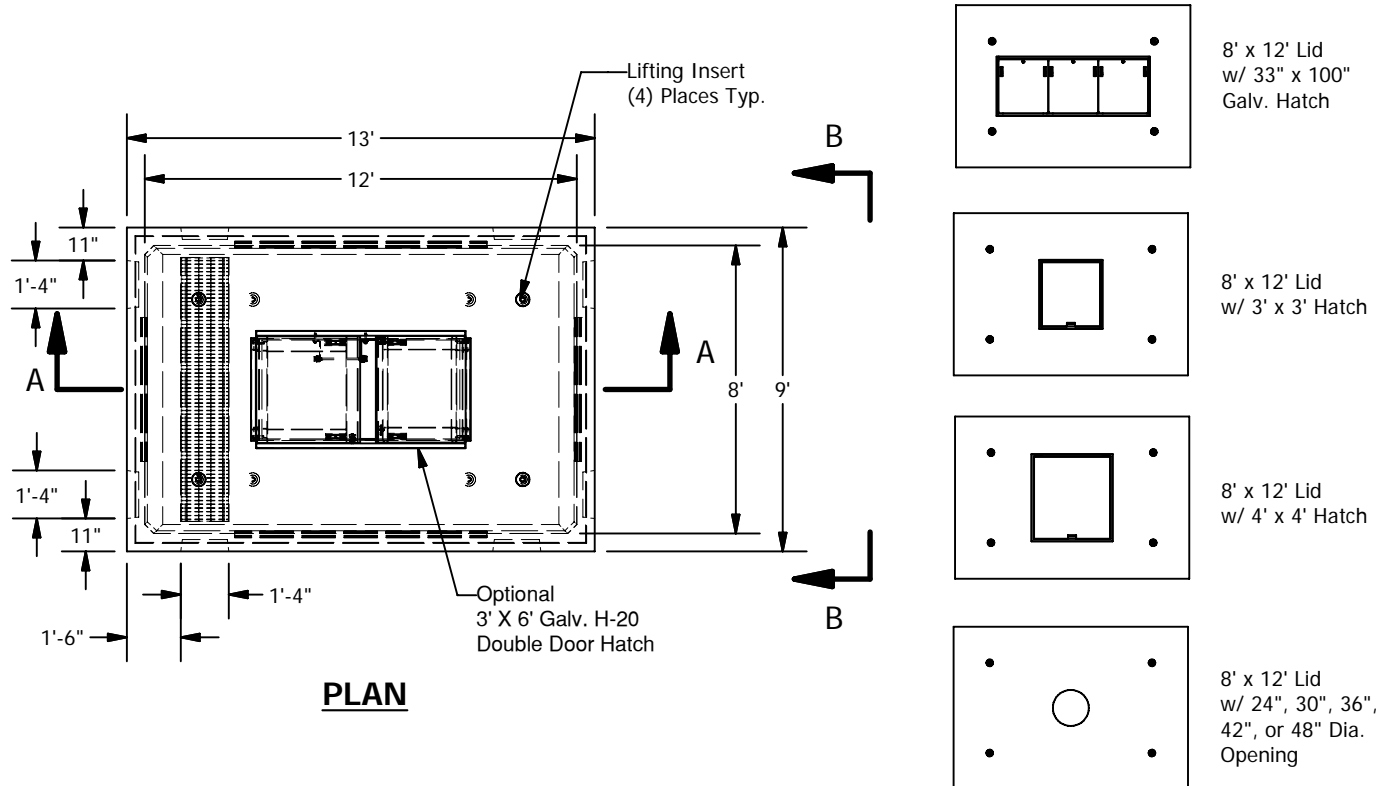 Lifting Insert
(4) Places Typ.
13'
12'
B
11"
1'-4"
A
A
8'
9'
1'-4"
11"
1'-4"
1'-6"
Optional
3' X 6' Galv. H-20
Double Door Hatch
B
PLAN
8' x 12' Lid
w/ 33" x 100"
Galv. Hatch
8' x 12' Lid
w/ 3' x 3' Hatch
8' x 12' Lid
w/ 4' x 4' Hatch
8' x 12' Lid
w/ 24", 30", 36",
42", or 48" Dia.
Opening